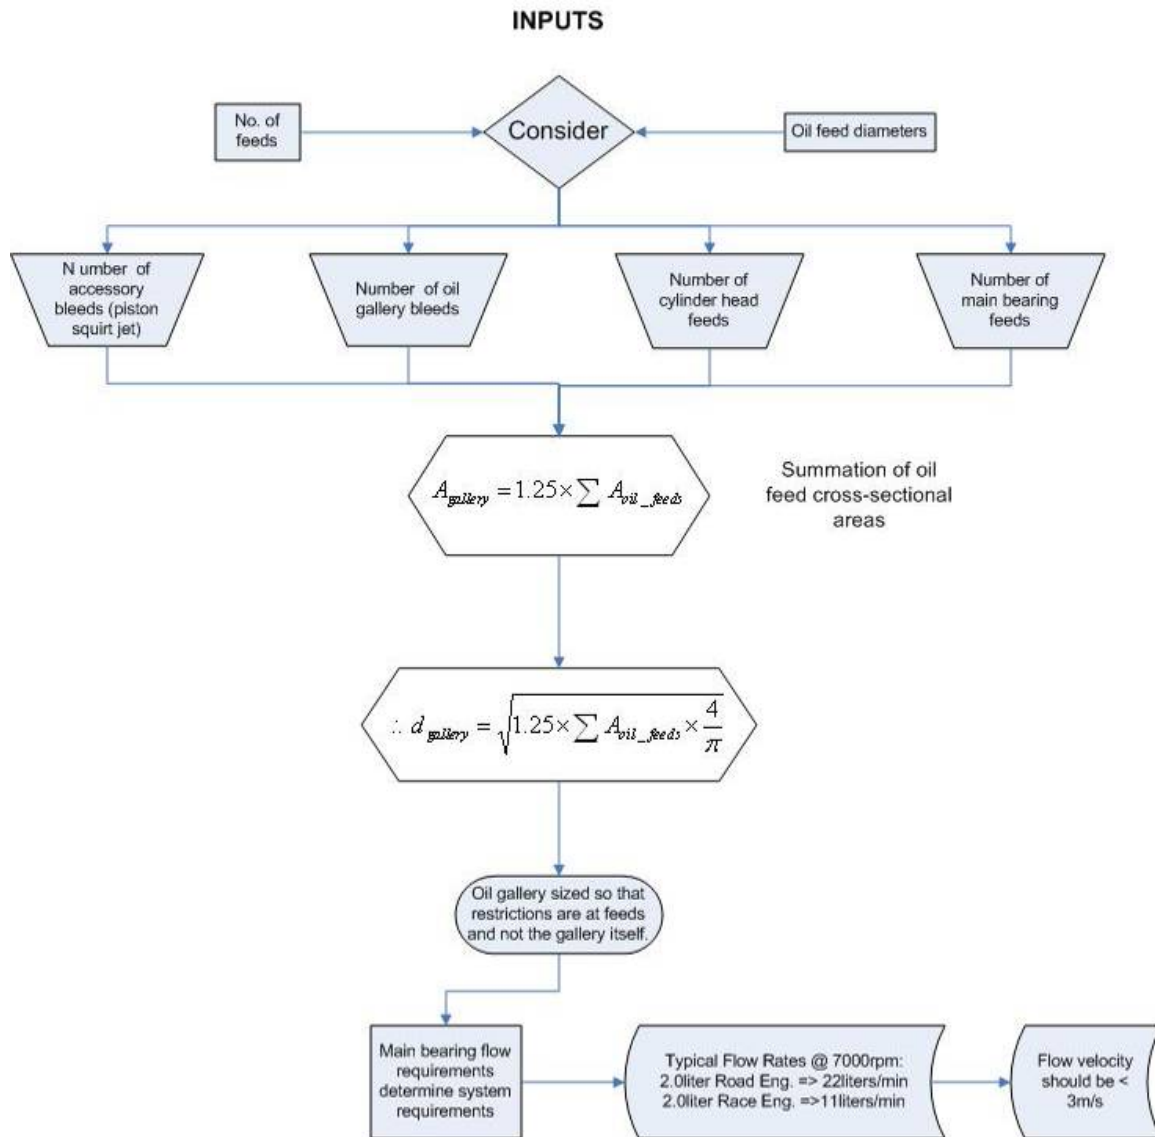 INPUTS
No. of
feeds
Consider
Oil feed diameters
N umber of
accessory
bleeds (piston
squirt jet)
Number of oil
gallery bleeds
Number of
cylinder head
feeds
Number of
main bearing
feeds
A_gallery = 1.25 × ∑ A_oil_feeds
Summation of oil
feed cross-sectional
areas
∴ d_gallery = √(1.25 × ∑ A_oil_feeds × 4/π)
Oil gallery sized so that
restrictions are at feeds
and not the gallery itself.
Main bearing flow
requirements
determine system
requirements
Typical Flow Rates @ 7000rpm:
2.0liter Road Eng. => 22liters/min
2.0liter Race Eng. =>11liters/min
Flow velocity
should be <
3m/s